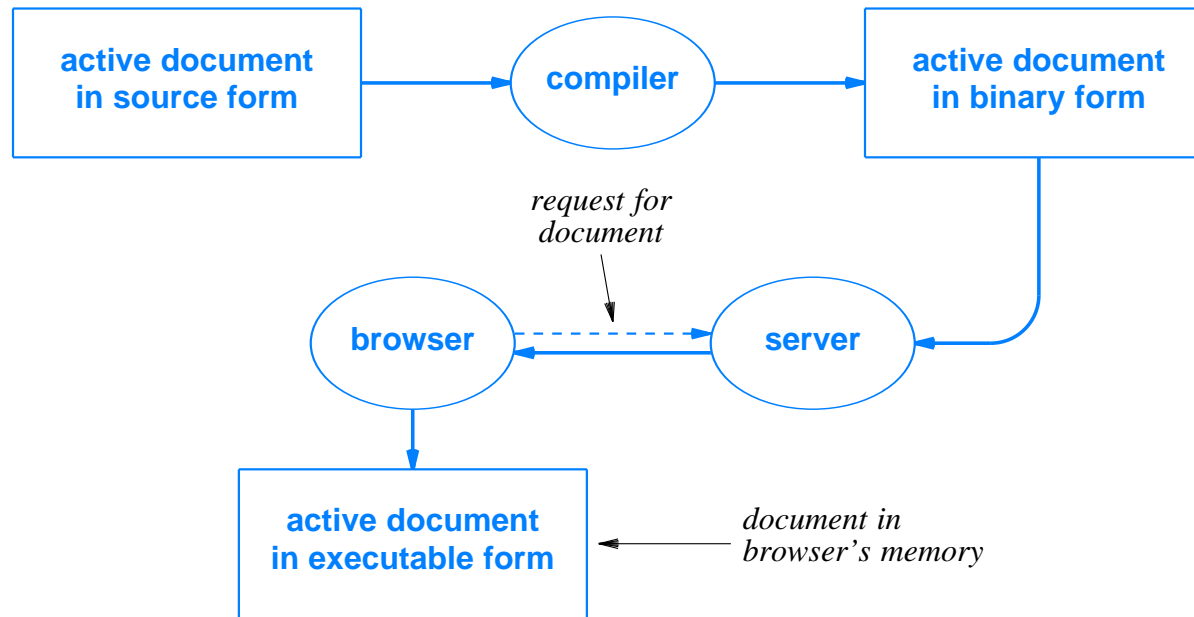 active document
in source form
compiler
active document
in binary form
request for
document
browser
server
active document
in executable form
document in
browser's memory